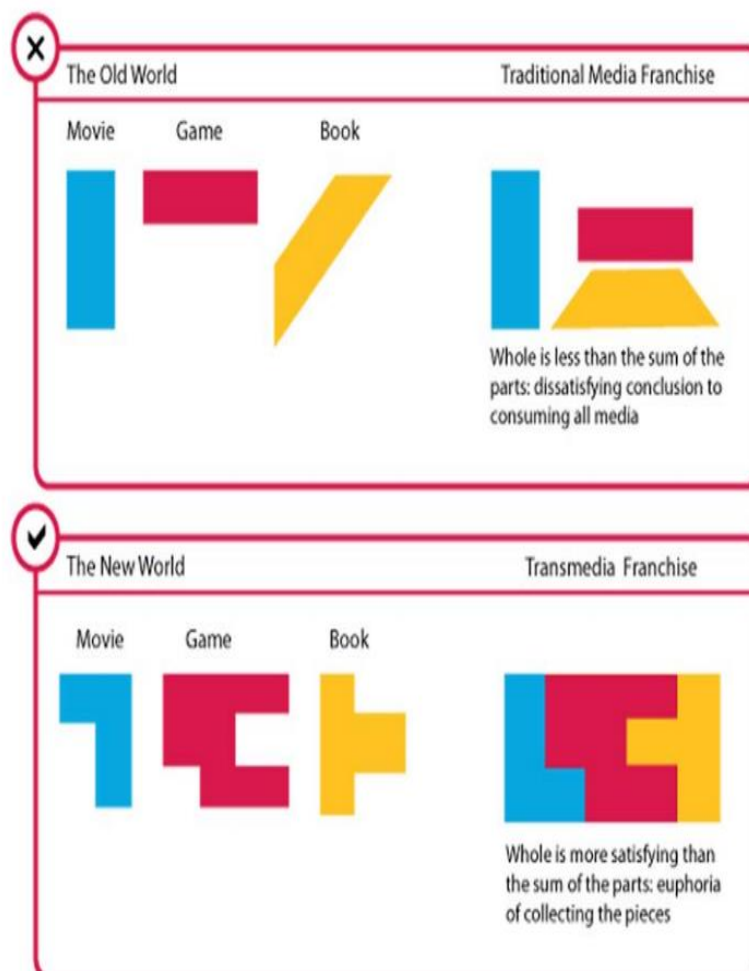 The Old World
Traditional Media Franchise
Movie
Game
Book
Whole is less than the sum of the
parts: dissatisfying conclusion to
consuming all media
The New World
Transmedia Franchise
Movie
Game
Book
Whole is more satisfying than
the sum of the parts: euphoria
of collecting the pieces